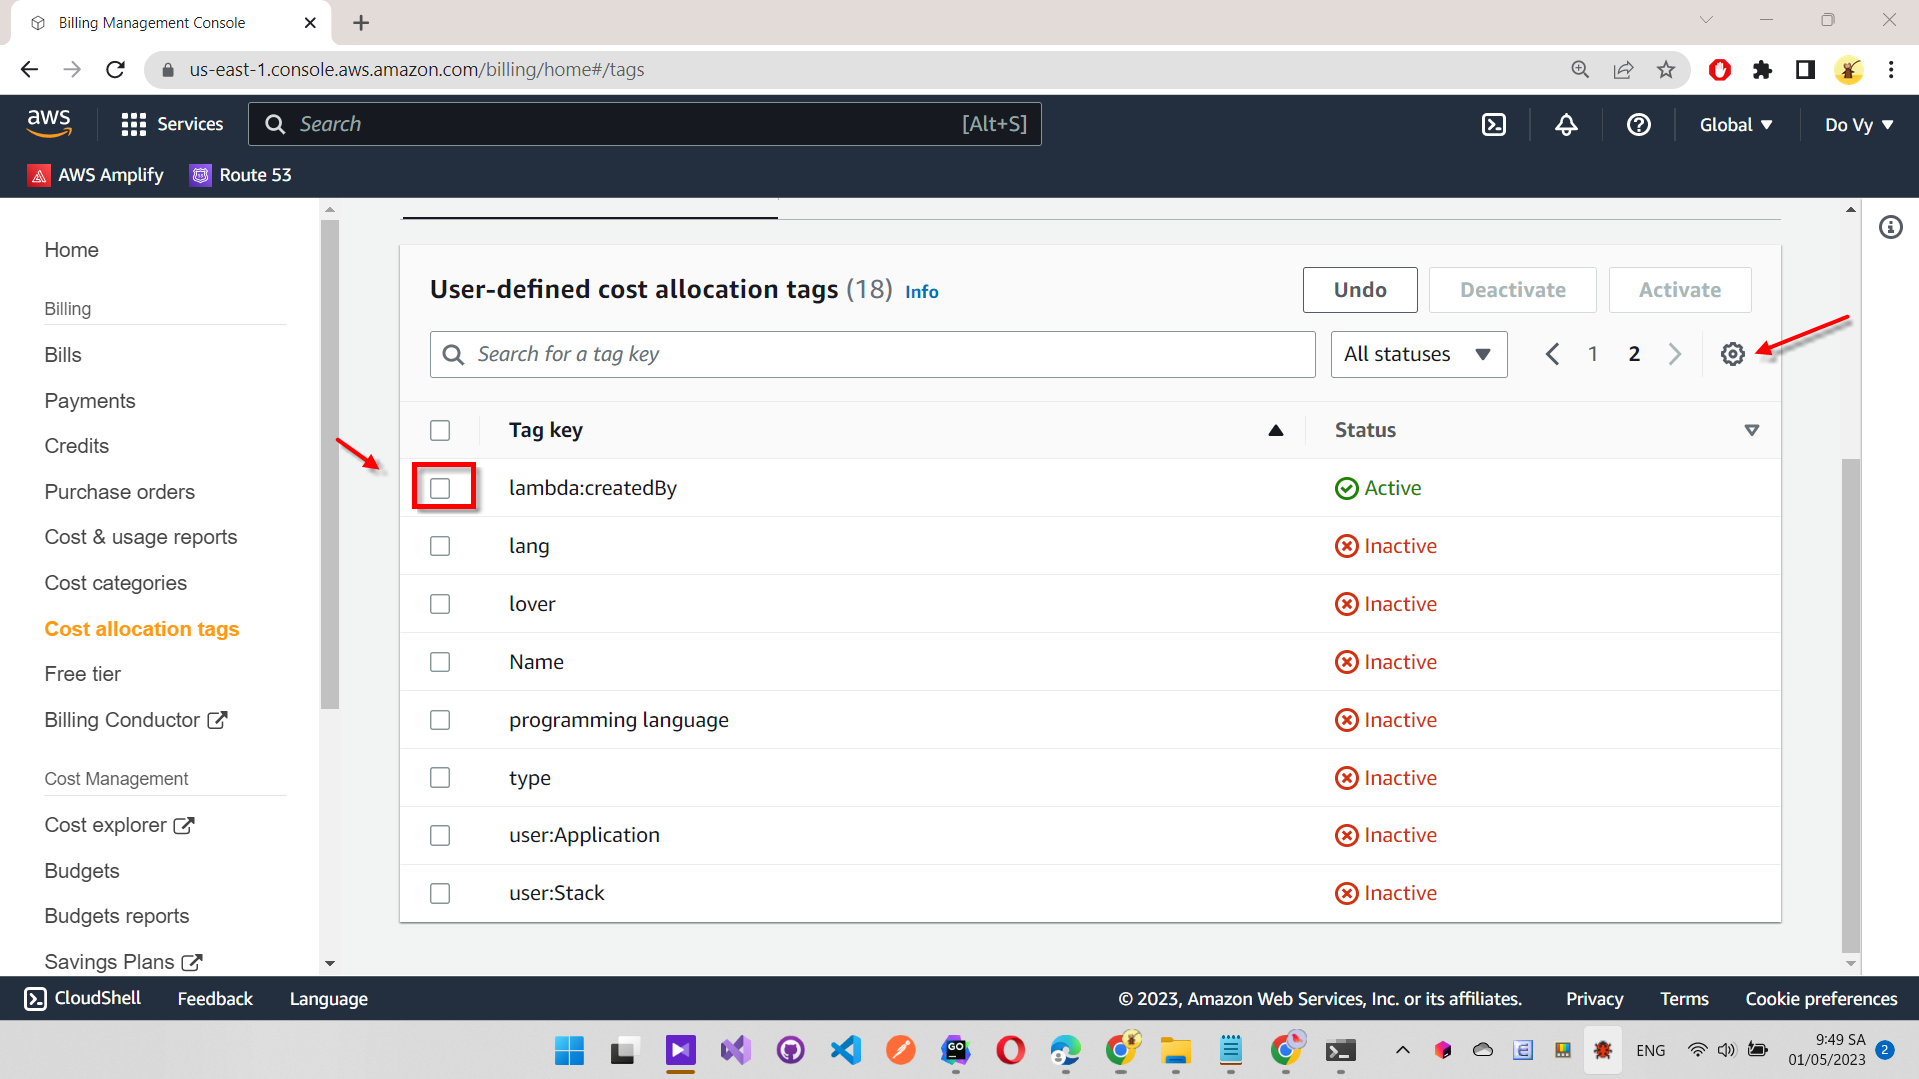 Billing Management Console
us-east-1.console.aws.amazon.com/billing/home#/tags
aws
Services
Search
[Alt+S]
Global
Do Vy
AWS Amplify
Route 53
Home
Billing
Bills
Payments
Credits
Purchase orders
Cost & usage reports
Cost categories
Cost allocation tags
Free tier
Billing Conductor
Cost Management
Cost explorer
Budgets
Budgets reports
Savings Plans
User-defined cost allocation tags (18) Info
Undo
Deactivate
Activate
Search for a tag key
All statuses
1
2
Tag key
Status
lambda:createdBy
Active
lang
Inactive
lover
Inactive
Name
Inactive
programming language
Inactive
type
Inactive
user:Application
Inactive
user:Stack
Inactive
CloudShell
Feedback
Language
© 2023, Amazon Web Services, Inc. or its affiliates.
Privacy
Terms
Cookie preferences
GO
ENG
9:49 SA
01/05/2023
2